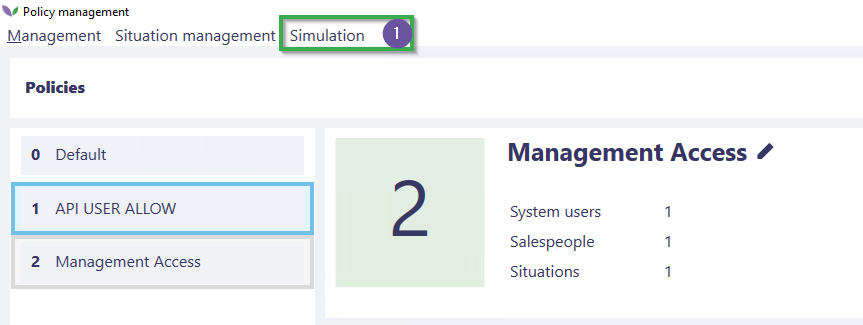 Policy management
Management Situation management Simulation 1
Policies
0 Default
1 API USER ALLOW
2 Management Access
2
Management Access
System users 1
Salespeople 1
Situations 1